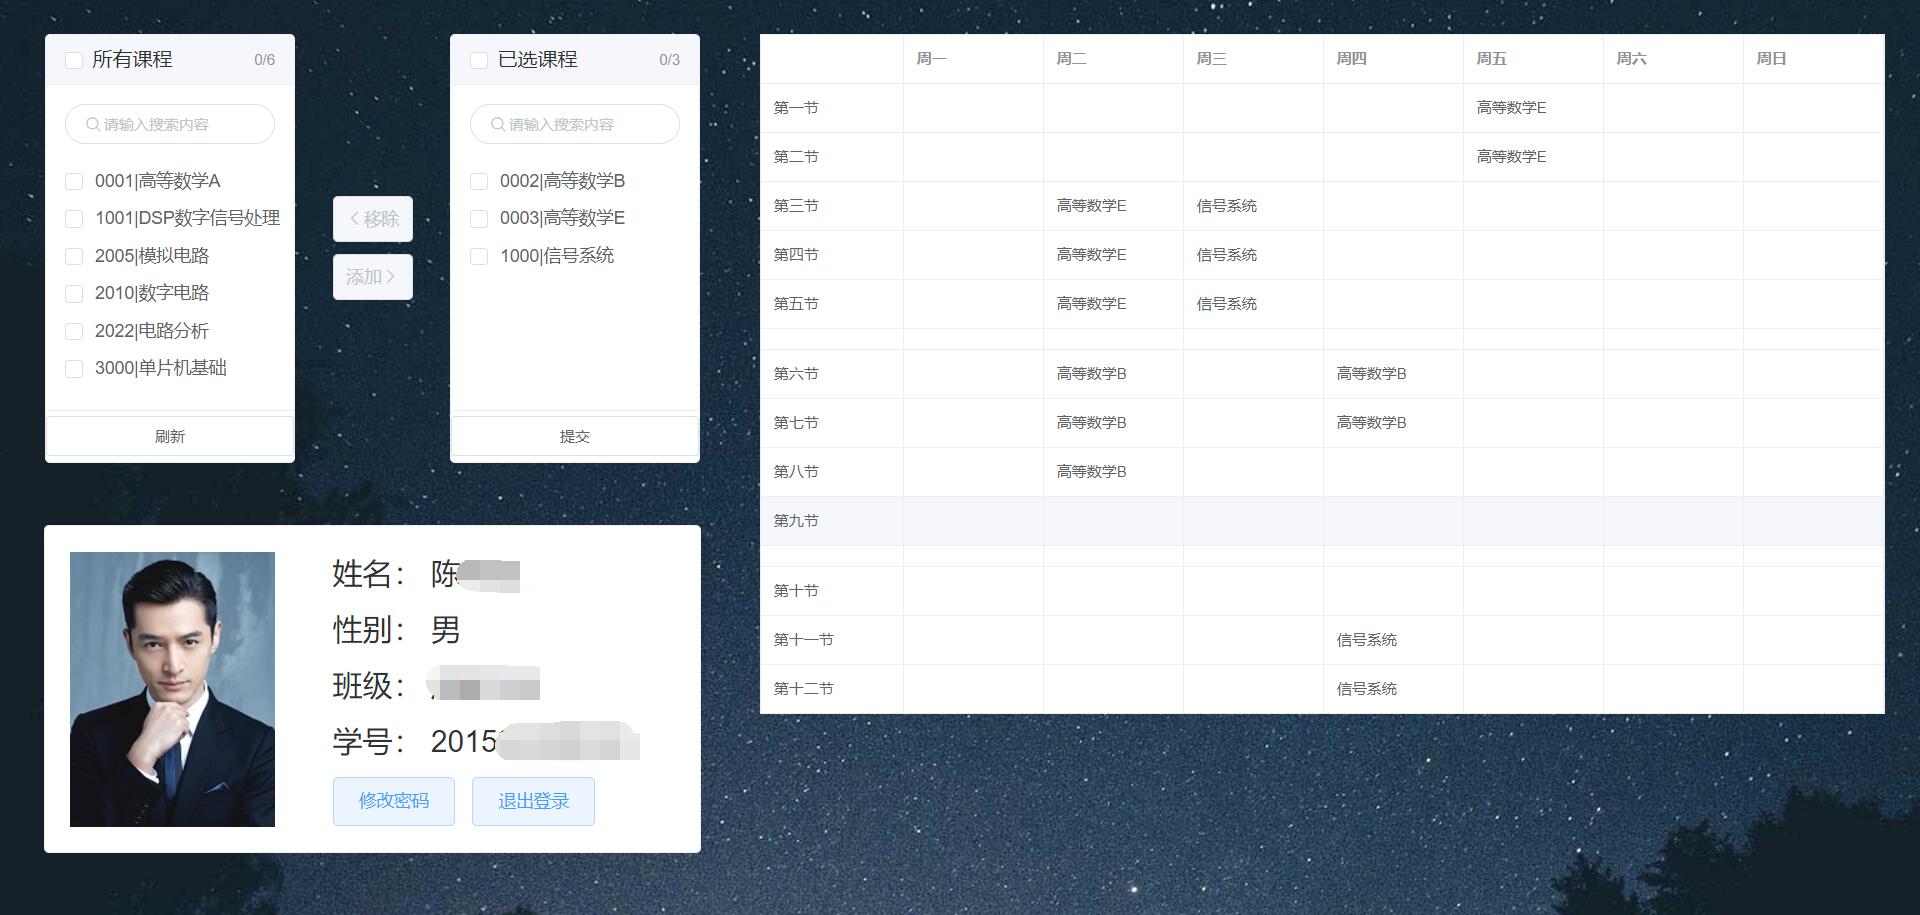 所有课程 0/6
请输入搜索内容
0001|高等数学A
1001|DSP数字信号处理
2005|模拟电路
2010|数字电路
2022|电路分析
3000|单片机基础
刷新
移除
添加
已选课程 0/3
请输入搜索内容
0002|高等数学B
0003|高等数学E
1000|信号系统
提交
周一 周二 周三 周四 周五 周六 周日
第一节 高等数学E
第二节 高等数学E
第三节 高等数学E 信号系统
第四节 高等数学E 信号系统
第五节 高等数学E 信号系统
第六节 高等数学B 高等数学B
第七节 高等数学B 高等数学B
第八节 高等数学B
第九节
第十节
第十一节 信号系统
第十二节 信号系统
姓名： 陈
性别： 男
班级：
学号： 2015
修改密码 退出登录